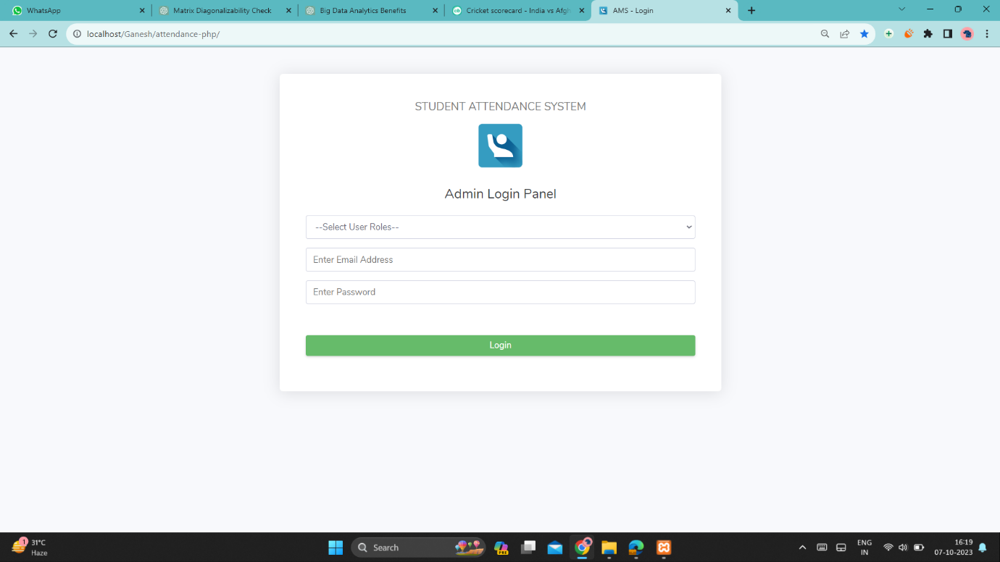 WhatsApp
Matrix Diagonalizability Check
Big Data Analytics Benefits
Cricket scorecard - India vs Afgh
AMS - Login
localhost/Ganesh/attendance-php/
STUDENT ATTENDANCE SYSTEM
Admin Login Panel
--Select User Roles--
Enter Email Address
Enter Password
Login
1
31°C
Haze
Search
PRE
ENG
IN
16:19
07-10-2023